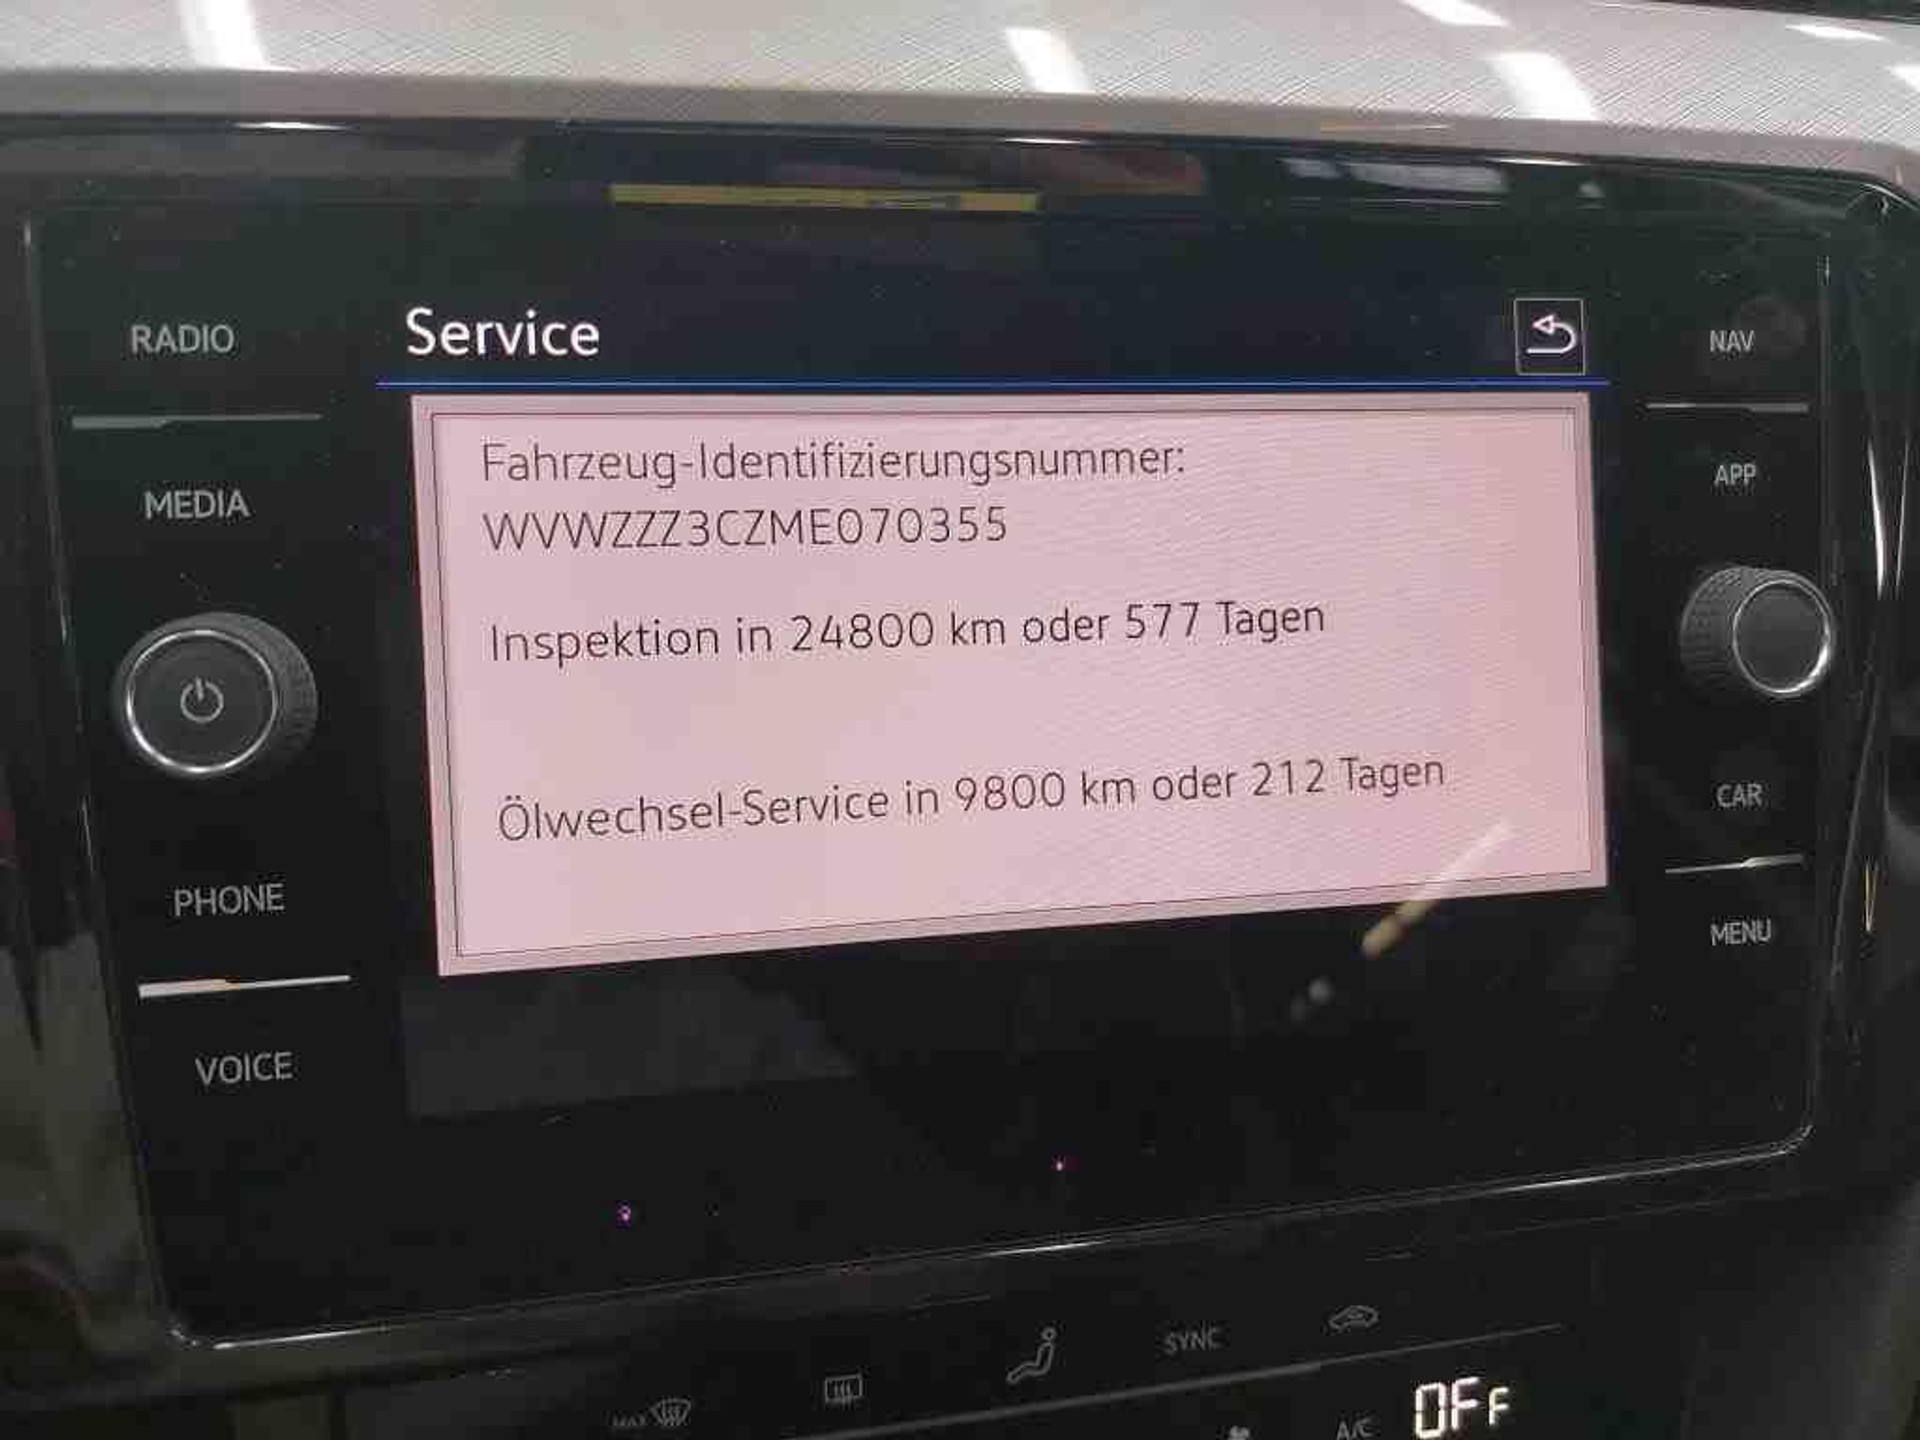 RADIO
MEDIA
PHONE
VOICE
Service
Fahrzeug-Identifizierungsnummer:
WVWZZZ3CZME070355
Inspektion in 24800 km oder 577 Tagen
Ölwechsel-Service in 9800 km oder 212 Tagen
NAV
APP
CAR
MENU
MAX
SYNC
A/C
OFF